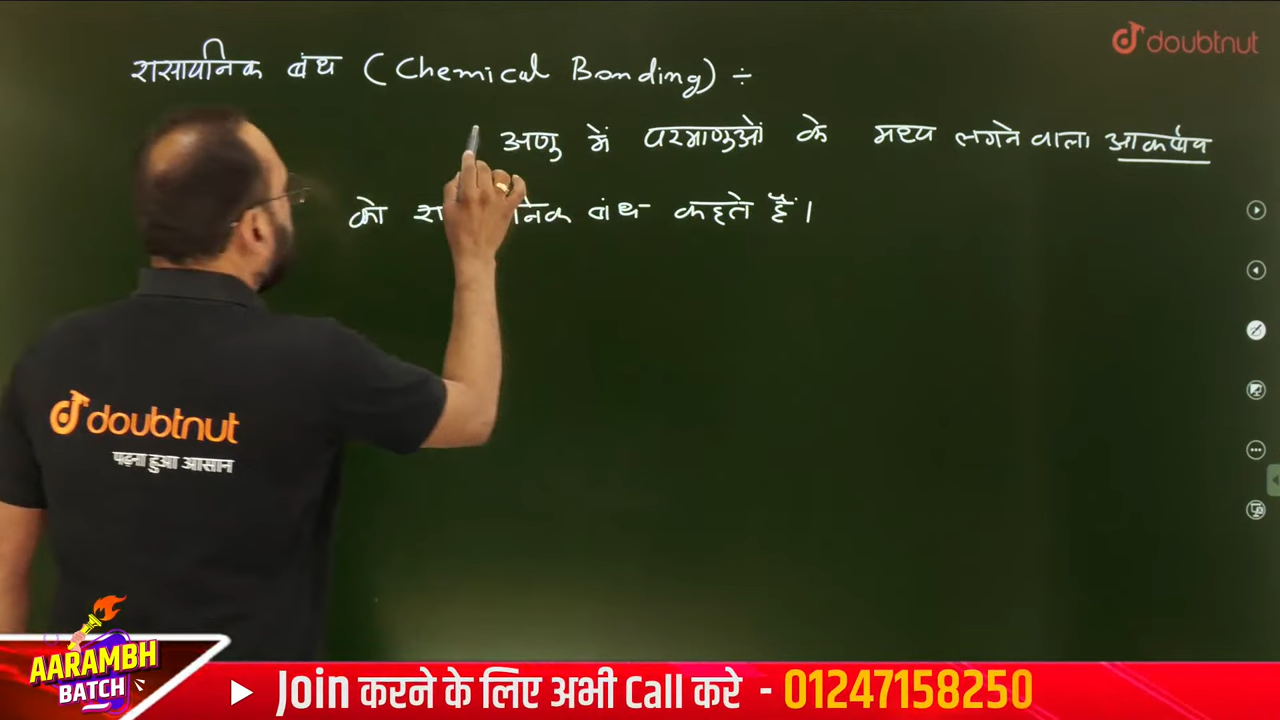 doubtnut
रासायनिक बंध (Chemical Bonding) ÷
अणु में परमाणुओं के मध्य लगने वाला आकर्षण
को रा निक बंध कहते हैं।
doubtnut
पढ़ना हुआ आसान
AARAMBH
BATCH
Join करने के लिए अभी Call करे - 01247158250